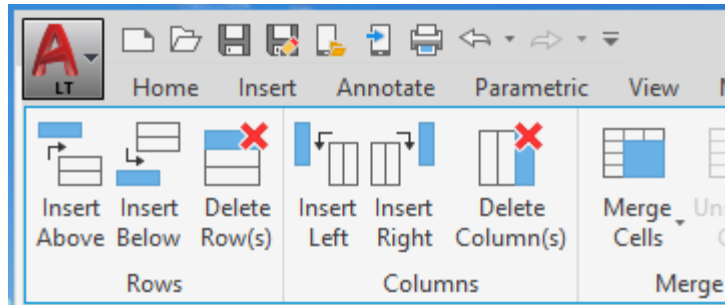 LT
Home Insert Annotate Parametric View
Insert Insert Delete Insert Insert Delete Merge
Above Below Row(s) Left Right Column(s) Cells
Rows Columns Merge